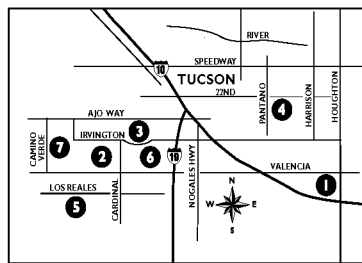 RIVER
SPEEDWAY
10
TUCSON
22ND
PANTANO
4
HARRISON
HOUGHTON
AJO WAY
3
IRVINGTON
CAMINO
VERDE
7
2
6
19
NOGALES HWY
VALENCIA
1
LOS REALES
CARDINAL
5
N
W E
S